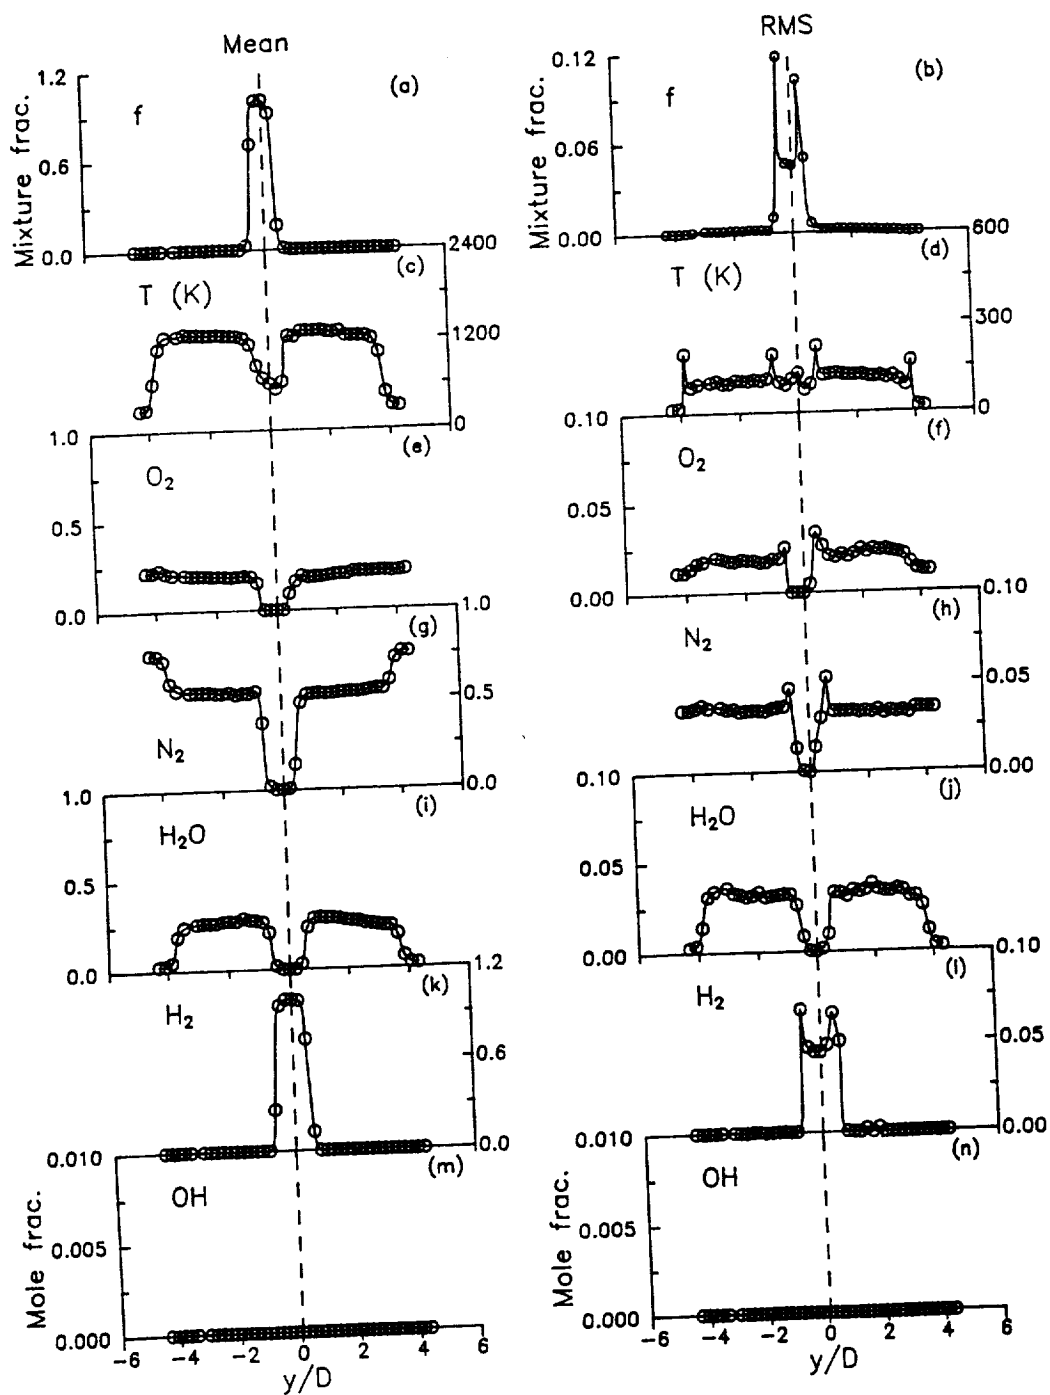 Mean
RMS
(a)
f
Mixture frac.
1.2
0.6
0.0
(b)
f
Mixture frac.
0.12
0.06
0.00
(c)
T (K)
2400
1200
0
(d)
T (K)
600
300
0
(e)
O₂
1.0
0.5
0.0
(f)
O₂
0.10
0.05
0.00
(g)
N₂
1.0
0.5
0.0
(h)
N₂
0.10
0.05
0.00
(i)
H₂O
1.0
0.5
0.0
(j)
H₂O
0.10
0.05
0.00
(k)
H₂
1.2
0.6
0.0
(l)
H₂
0.10
0.05
0.00
(m)
OH
Mole frac.
0.010
0.005
0.000
-6 -4 -2 0 2 4 6
y/D
(n)
OH
Mole frac.
0.010
0.005
0.000
-6 -4 -2 0 2 4 6
y/D